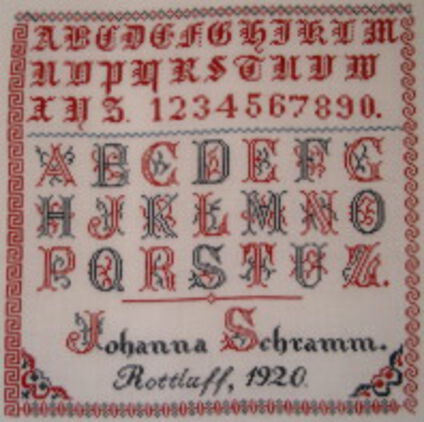 A B C D E F G H I K L M
N O P Q R S T U V W
X Y Z. 1234567890.
A B C D E F G
H J K L M N O
P Q R S T U Z.
Johanna Schramm.
Rottluff, 1920.